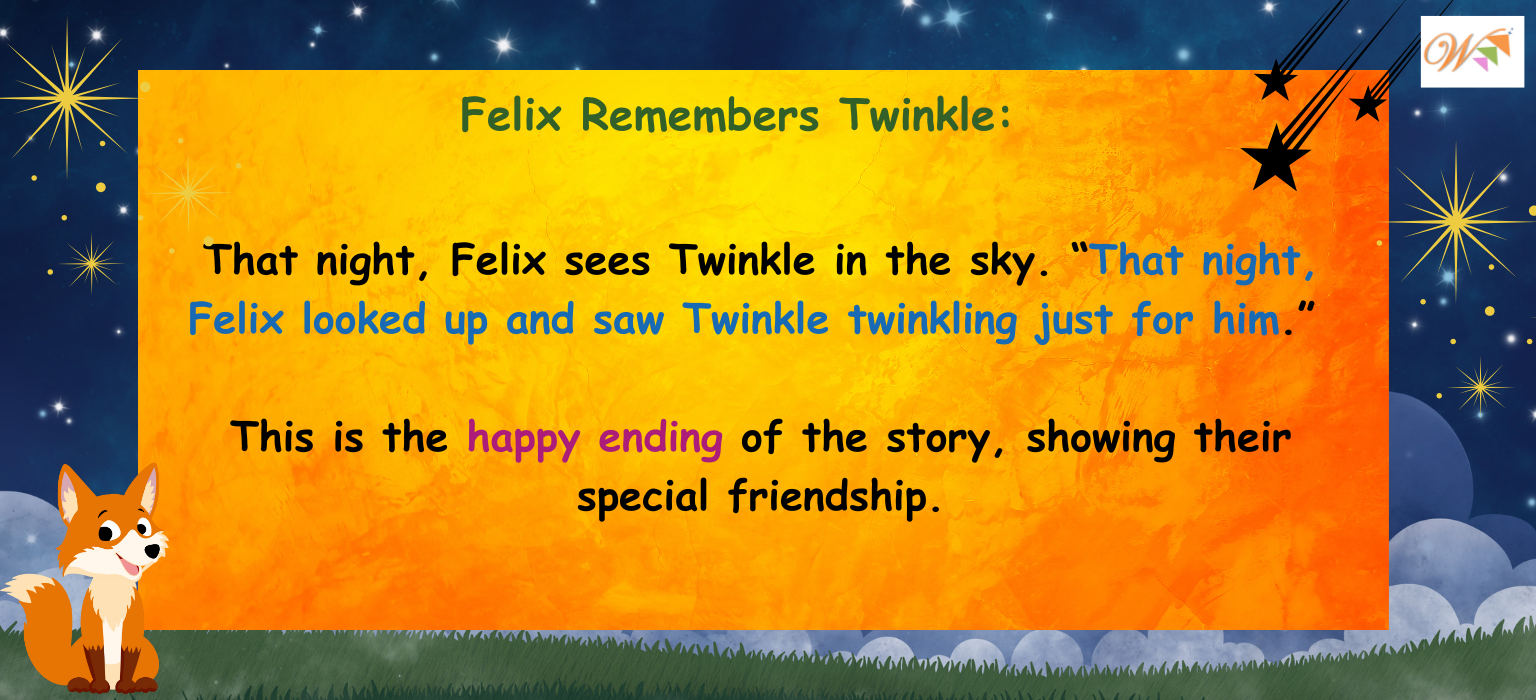 Felix Remembers Twinkle:
That night, Felix sees Twinkle in the sky. “That night,
Felix looked up and saw Twinkle twinkling just for him.”
This is the happy ending of the story, showing their
special friendship.
W